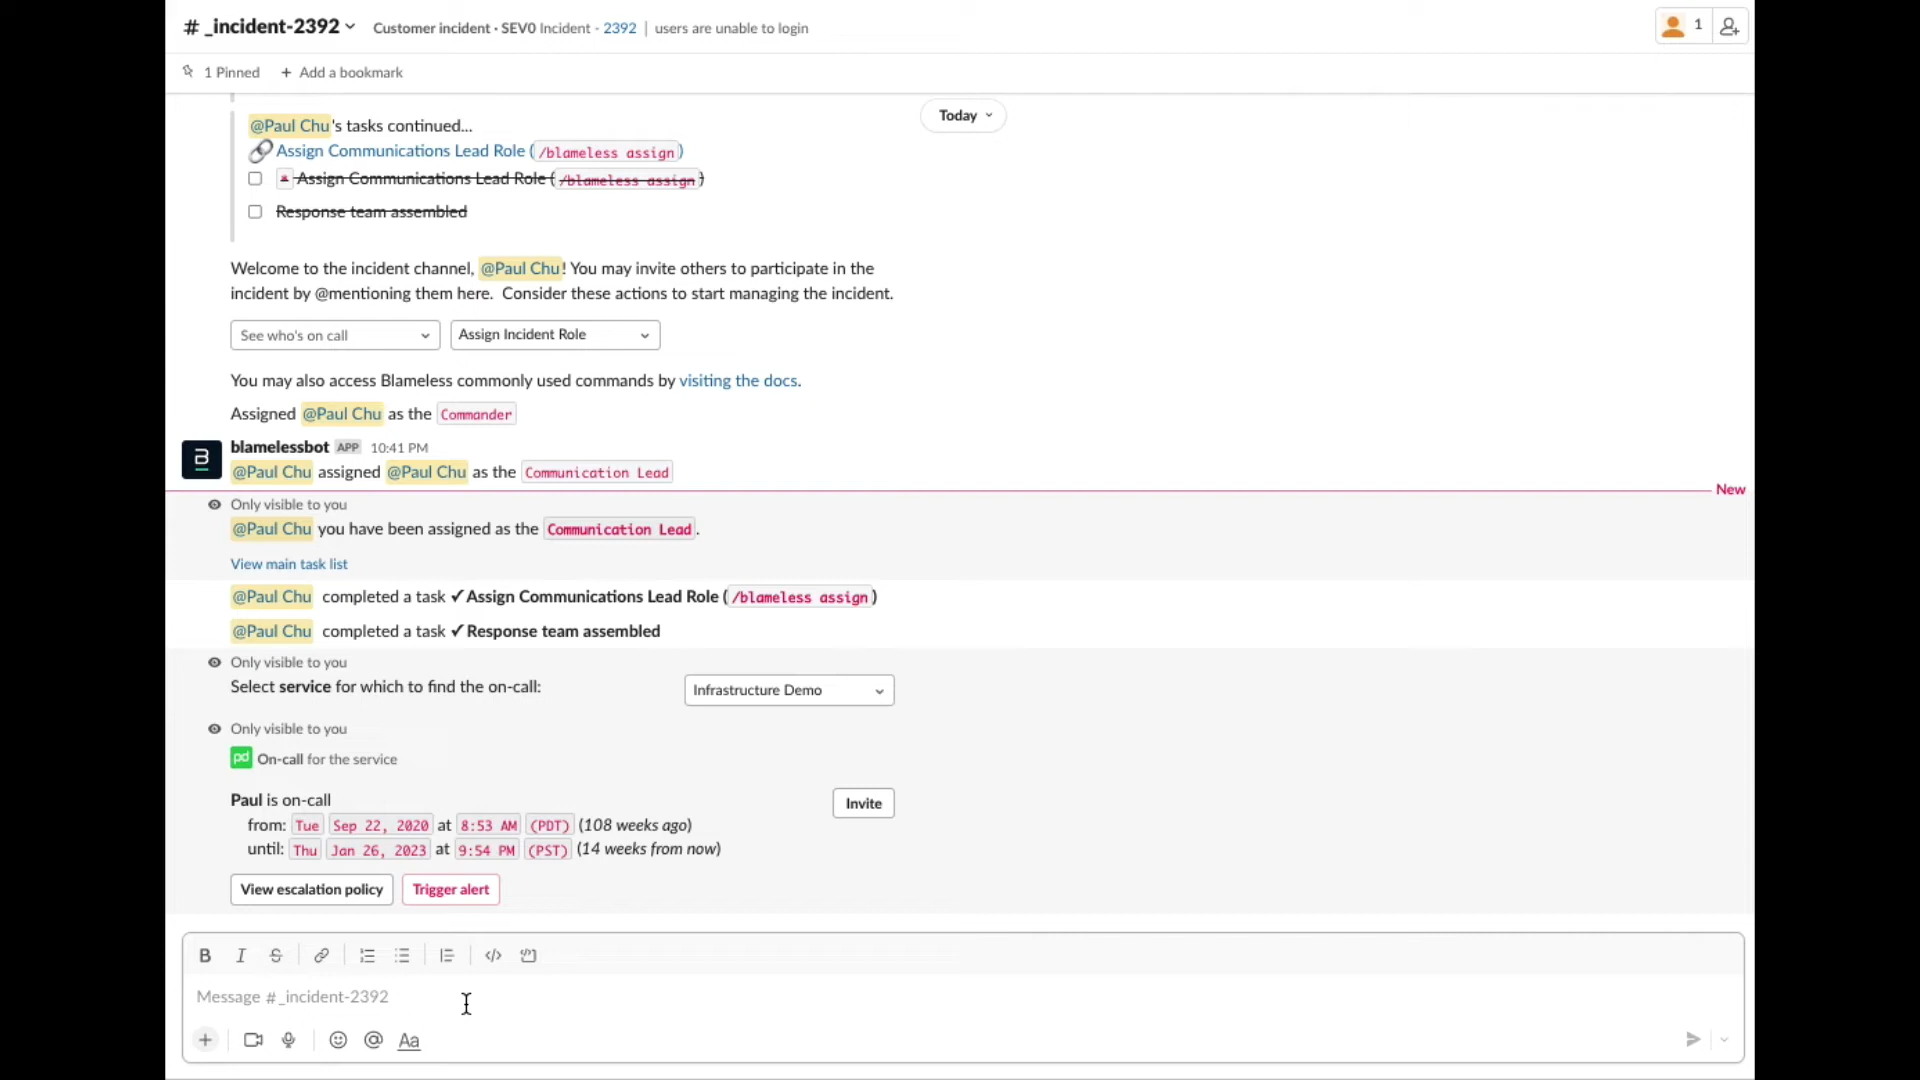 # _incident-2392 Customer incident · SEV0 Incident - 2392 | users are unable to login 1
1 Pinned + Add a bookmark
Today
@Paul Chu's tasks continued...
Assign Communications Lead Role (/blameless assign)
* Assign Communications Lead Role (/blameless assign)
Response team assembled
Welcome to the incident channel, @Paul Chu! You may invite others to participate in the
incident by @mentioning them here. Consider these actions to start managing the incident.
See who's on call Assign Incident Role
You may also access Blameless commonly used commands by visiting the docs.
Assigned @Paul Chu as the Commander
B blamelessbot APP 10:41 PM
@Paul Chu assigned @Paul Chu as the Communication Lead
New
Only visible to you
@Paul Chu you have been assigned as the Communication Lead.
View main task list
@Paul Chu completed a task ✓Assign Communications Lead Role (/blameless assign)
@Paul Chu completed a task ✓Response team assembled
Only visible to you
Select service for which to find the on-call: Infrastructure Demo
Only visible to you
pd On-call for the service
Paul is on-call Invite
from: Tue Sep 22, 2020 at 8:53 AM (PDT) (108 weeks ago)
until: Thu Jan 26, 2023 at 9:54 PM (PST) (14 weeks from now)
View escalation policy Trigger alert
B I S
Message #_incident-2392
+ @ Aa